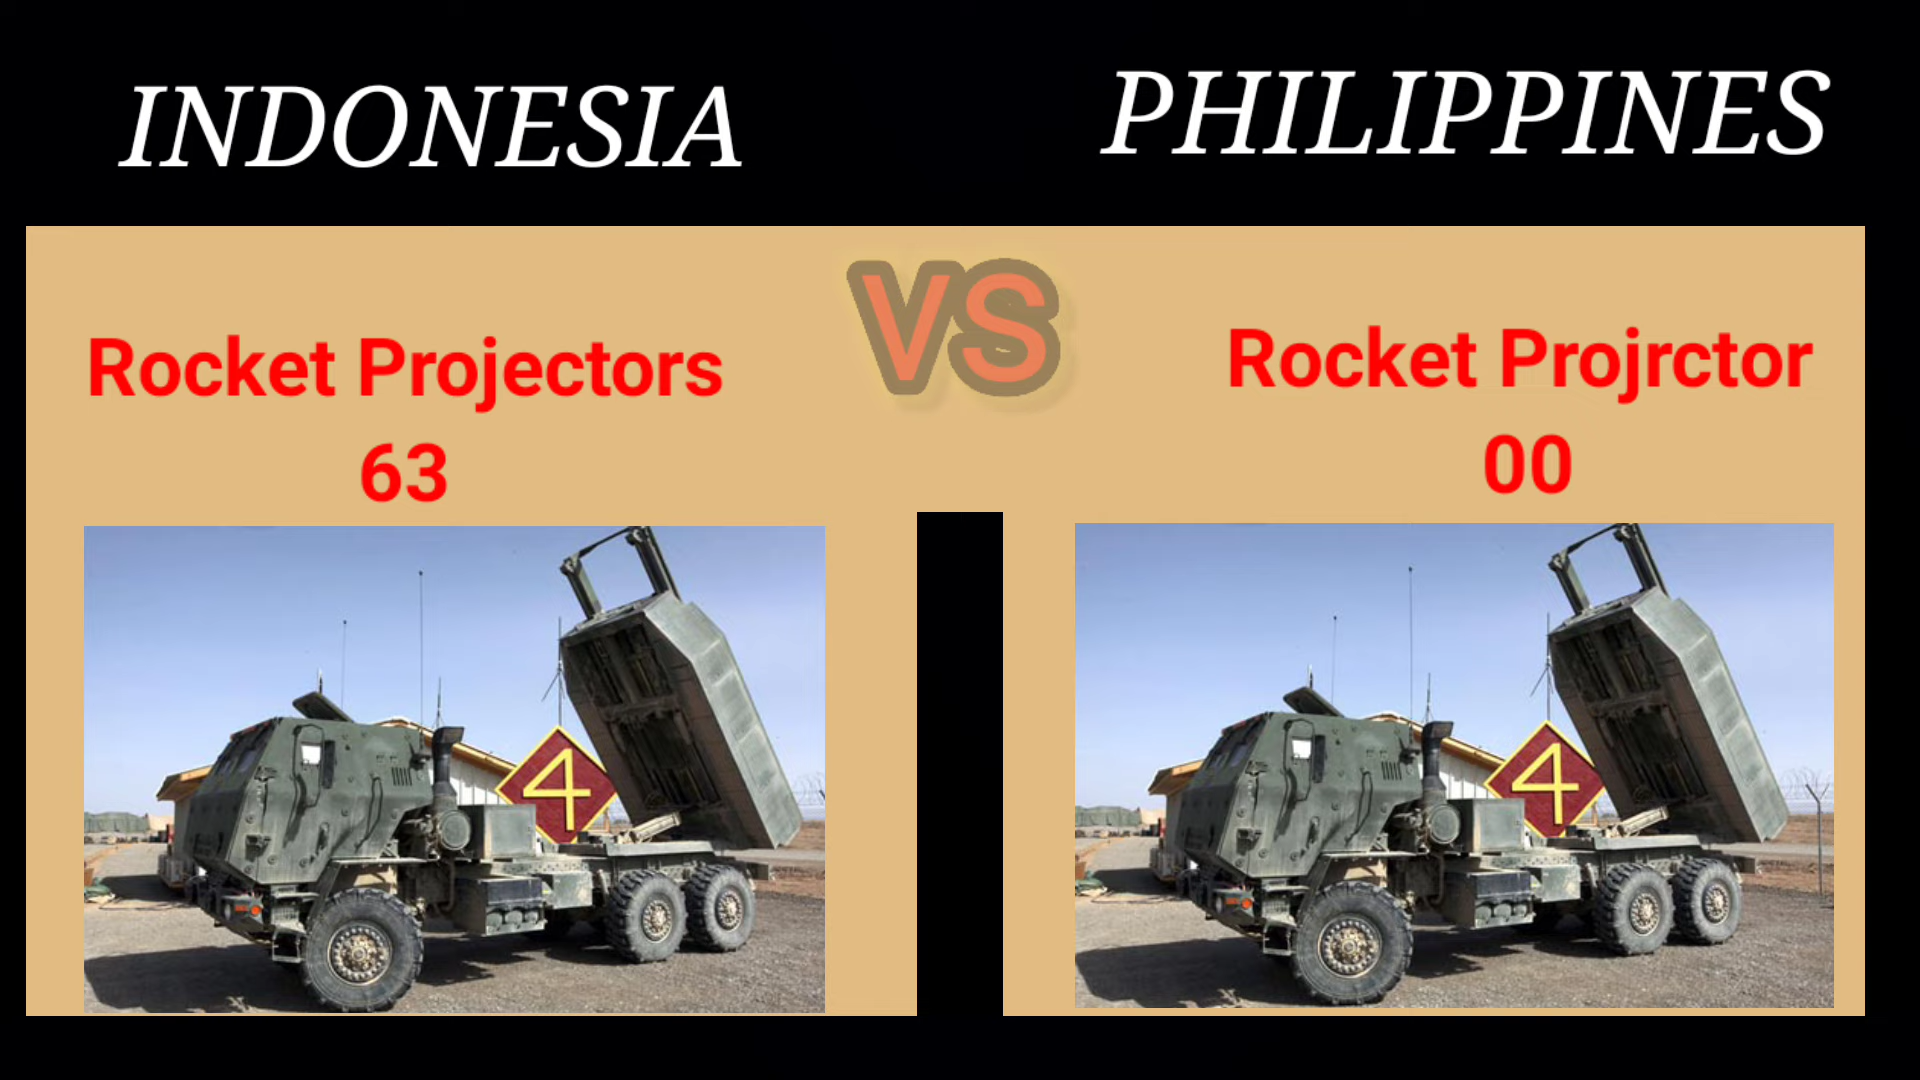 INDONESIA
PHILIPPINES
VS
Rocket Projectors
63
Rocket Projrctor
00
4
4